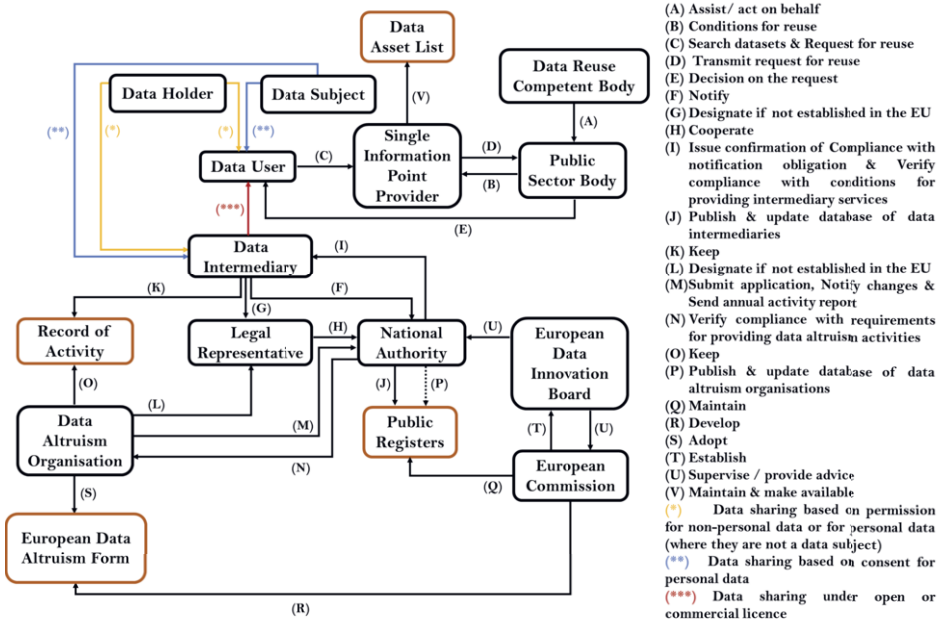 Data
Asset List
Data Reuse
Competent Body
Data Holder
Data Subject
(**)
(*)
(*)
(**)
(V)
(A)
Data User
(C)
Single
Information
Point
Provider
(D)
(B)
Public
Sector Body
(***)
(E)
Data
Intermediary
(I)
(K)
(G)
(F)
Record of
Activity
Legal
Representative
(H)
National
Authority
(U)
European
Data
Innovation
Board
(O)
(L)
(J)
(P)
Data
Altruism
Organisation
(M)
Public
Registers
(T)
(U)
(N)
(S)
(Q)
European
Commission
European Data
Altruism Form
(R)
(A) Assist/ act on behalf
(B) Conditions for reuse
(C) Search datasets & Request for reuse
(D) Transmit request for reuse
(E) Decision on the request
(F) Notify
(G) Designate if not established in the EU
(H) Cooperate
(I) Issue confirmation of Compliance with
notification obligation & Verify
compliance with conditions for
providing intermediary services
(J) Publish & update database of data
intermediaries
(K) Keep
(L) Designate if not established in the EU
(M)Submit application, Notify changes &
Send annual activity report
(N) Verify compliance with requirements
for providing data altruism activities
(O) Keep
(P) Publish & update database of data
altruism organisations
(Q) Maintain
(R) Develop
(S) Adopt
(T) Establish
(U) Supervise / provide advice
(V) Maintain & make available
(*) Data sharing based on permission
for non-personal data or for personal data
(where they are not a data subject)
(**) Data sharing based on consent for
personal data
(***) Data sharing under open or
commercial licence